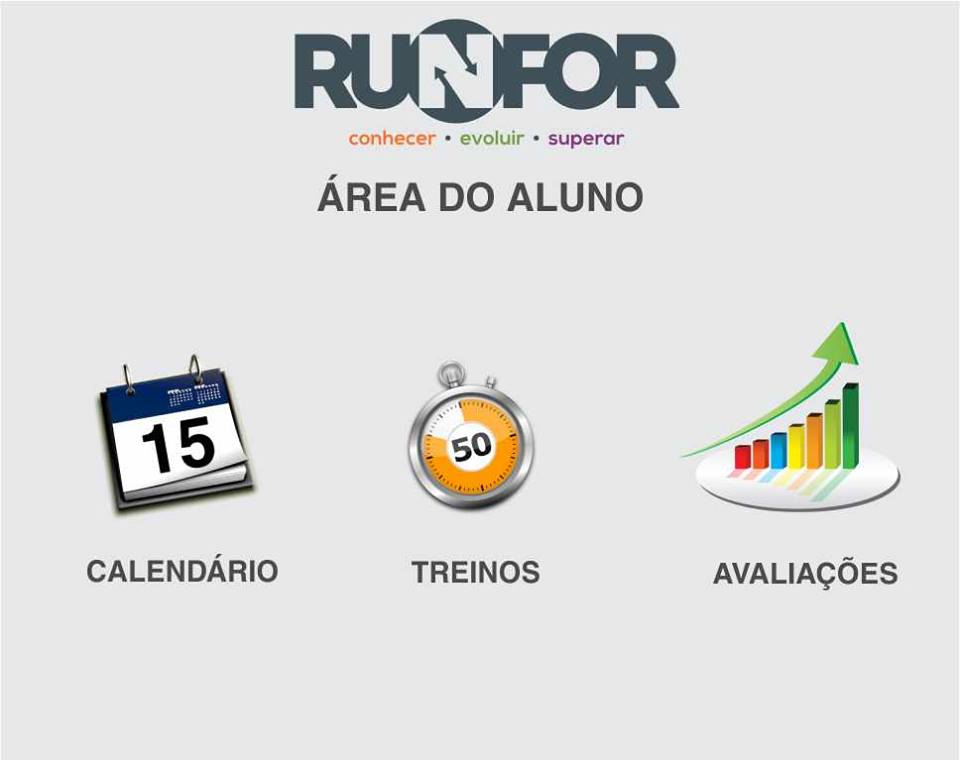 RUNFOR
conhecer • evoluir • superar
ÁREA DO ALUNO
15
50
CALENDÁRIO
TREINOS
AVALIAÇÕES